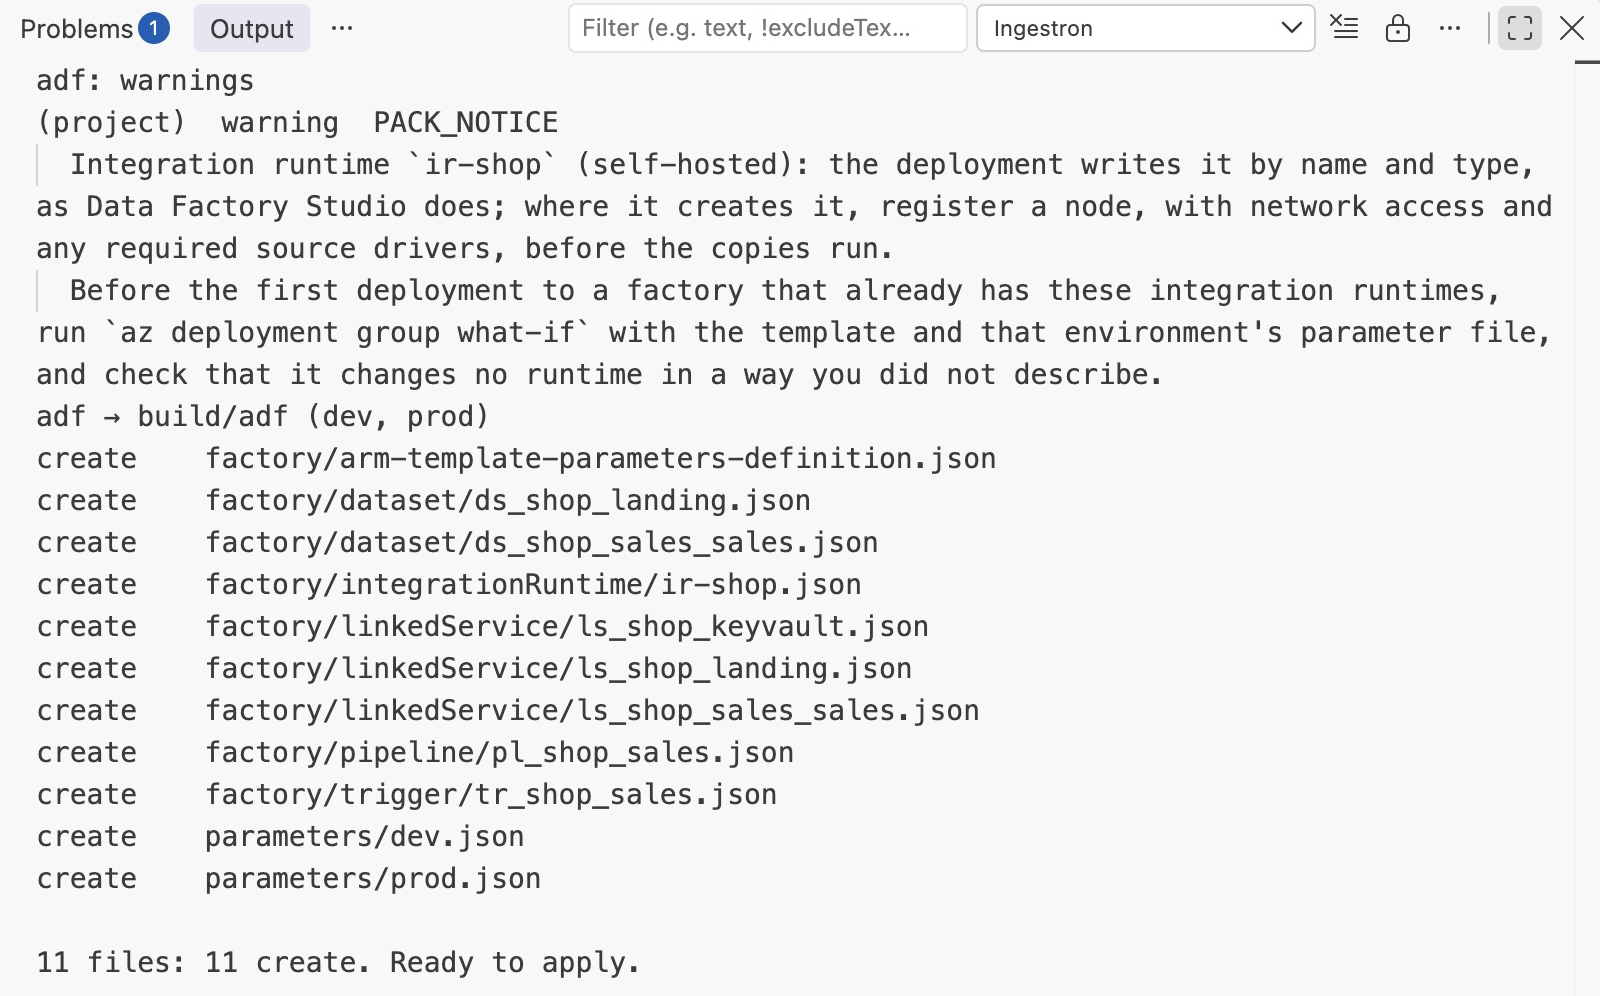 Problems 1 Output ··· Filter (e.g. text, !excludeTex... Ingestron
adf: warnings
(project)  warning  PACK_NOTICE
  Integration runtime `ir-shop` (self-hosted): the deployment writes it by name and type,
as Data Factory Studio does; where it creates it, register a node, with network access and
any required source drivers, before the copies run.
  Before the first deployment to a factory that already has these integration runtimes,
run `az deployment group what-if` with the template and that environment's parameter file,
and check that it changes no runtime in a way you did not describe.
adf → build/adf (dev, prod)
create    factory/arm-template-parameters-definition.json
create    factory/dataset/ds_shop_landing.json
create    factory/dataset/ds_shop_sales_sales.json
create    factory/integrationRuntime/ir-shop.json
create    factory/linkedService/ls_shop_keyvault.json
create    factory/linkedService/ls_shop_landing.json
create    factory/linkedService/ls_shop_sales_sales.json
create    factory/pipeline/pl_shop_sales.json
create    factory/trigger/tr_shop_sales.json
create    parameters/dev.json
create    parameters/prod.json

11 files: 11 create. Ready to apply.